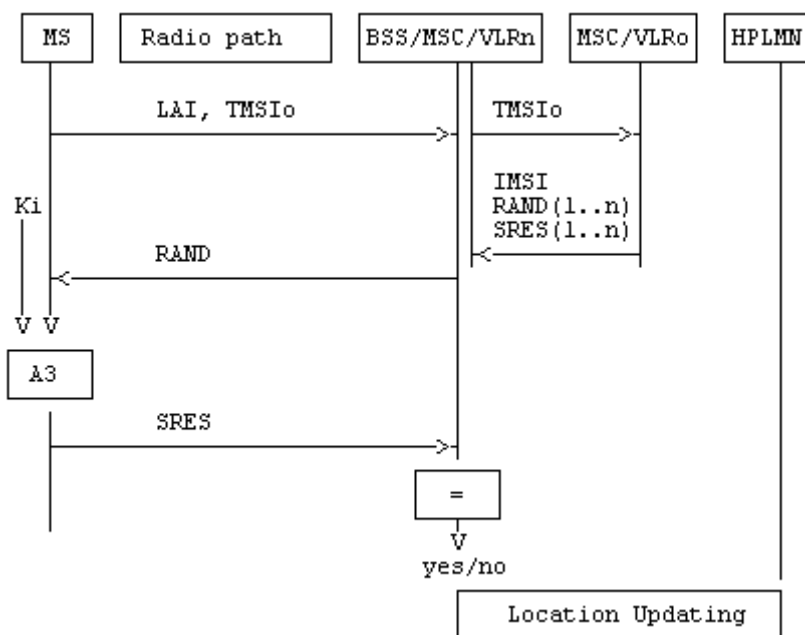 MS
Radio path
BSS/MSC/VLRn
MSC/VLRo
HPLMN
LAI, TMSIo
TMSIo
IMSI
RAND(1..n)
SRES(1..n)
Ki
RAND
V V
A3
SRES
=
V
yes/no
Location Updating